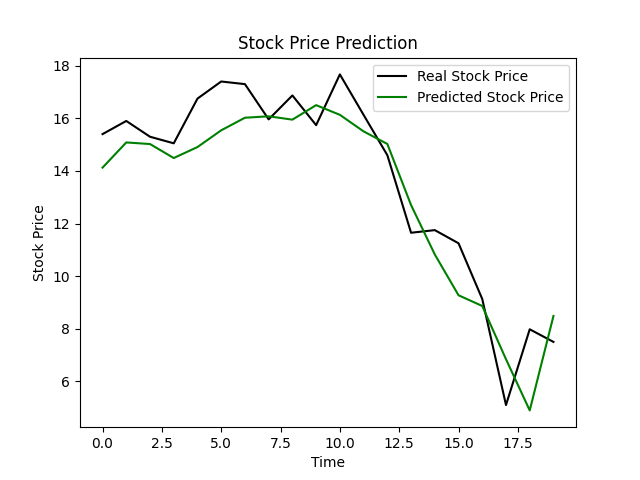 Stock Price Prediction
Real Stock Price
Predicted Stock Price
Stock Price
18
16
14
12
10
8
6
0.0 2.5 5.0 7.5 10.0 12.5 15.0 17.5
Time